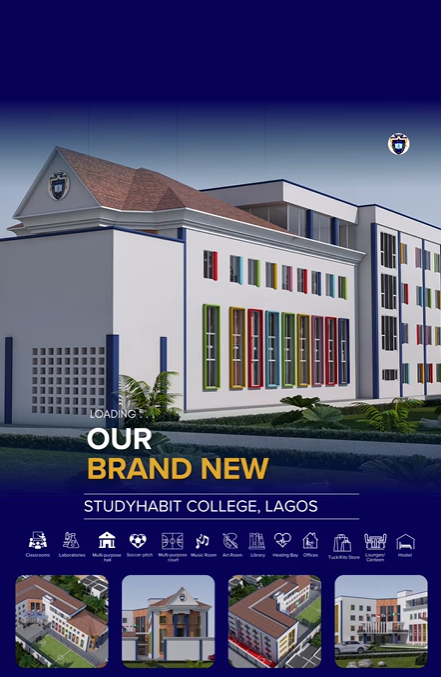 LOADING...
OUR
BRAND NEW
STUDYHABIT COLLEGE, LAGOS
Classrooms
Laboratories
Multi-purpose
hall
Soccer pitch
Multi-purpose
court
Music Room
Art Room
Library
Healing Bay
Offices
Tuck/Kits Store
Lounges/
Canteen
Hostel